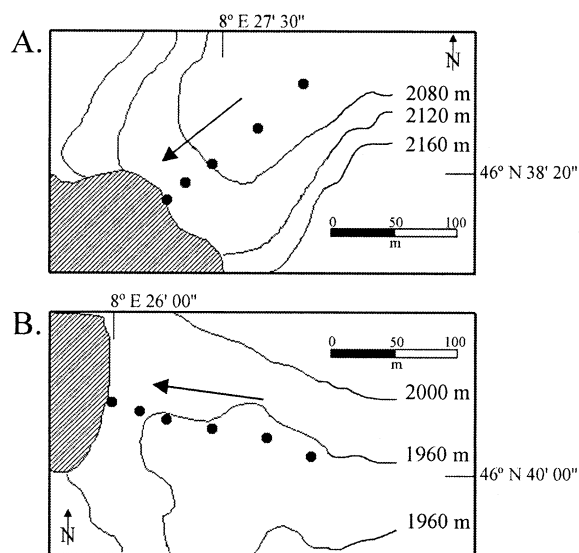 8º E 27' 30"
A.
N
2080 m
2120 m
2160 m
46º N 38' 20"
0 50 100
m
8º E 26' 00"
B.
0 50 100
m
2000 m
1960 m
46º N 40' 00"
1960 m
N